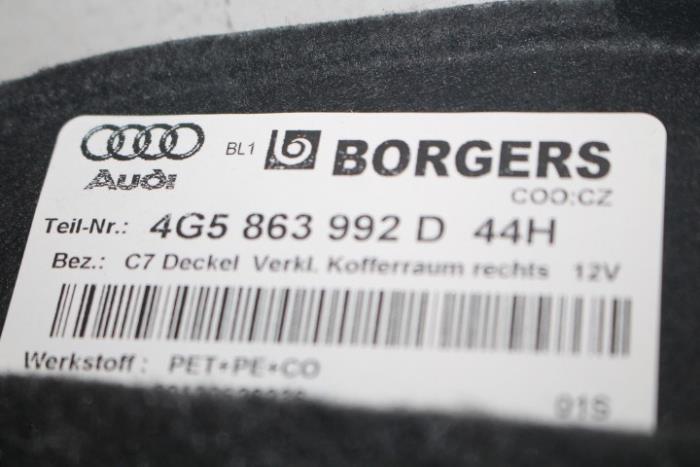 BL1 BORGERS
Audi
COO:CZ
Teil-Nr.: 4G5 863 992 D 44H
Bez.: C7 Deckel Verkl. Kofferraum rechts 12V
Werkstoff: PET*PE*CO
91S